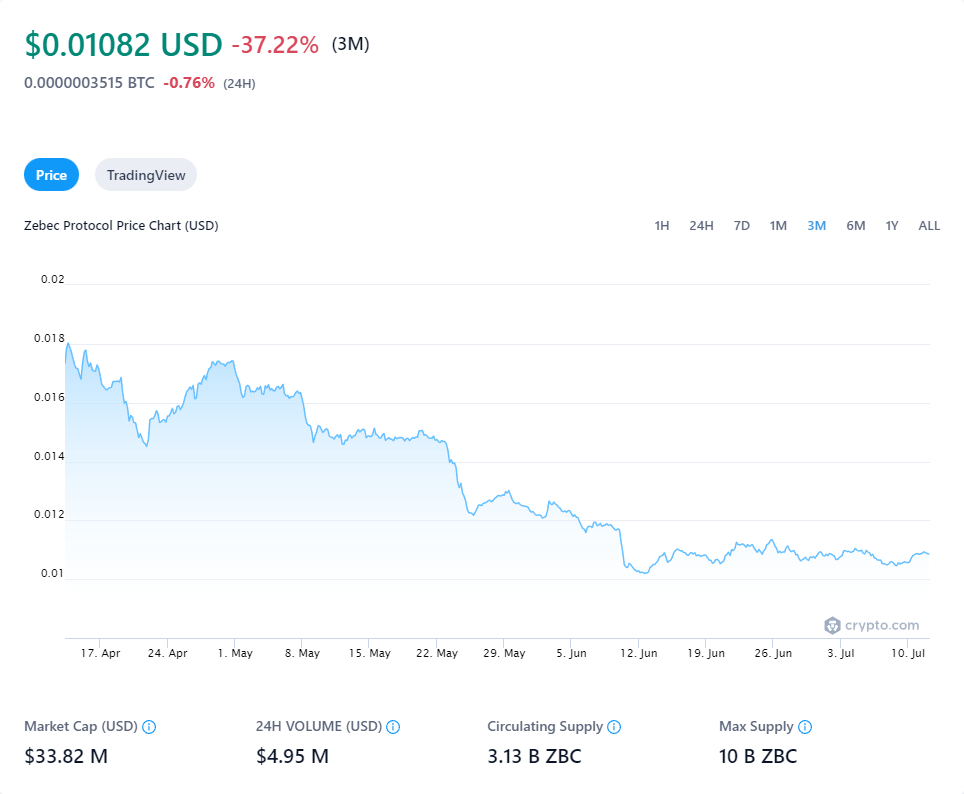 $0.01082 USD -37.22% (3M)
0.0000003515 BTC -0.76% (24H)
Price TradingView
Zebec Protocol Price Chart (USD) 1H 24H 7D 1M 3M 6M 1Y ALL
0.02
0.018
0.016
0.014
0.012
0.01
crypto.com
17. Apr 24. Apr 1. May 8. May 15. May 22. May 29. May 5. Jun 12. Jun 19. Jun 26. Jun 3. Jul 10. Jul
Market Cap (USD) 24H VOLUME (USD) Circulating Supply Max Supply
$33.82 M $4.95 M 3.13 B ZBC 10 B ZBC